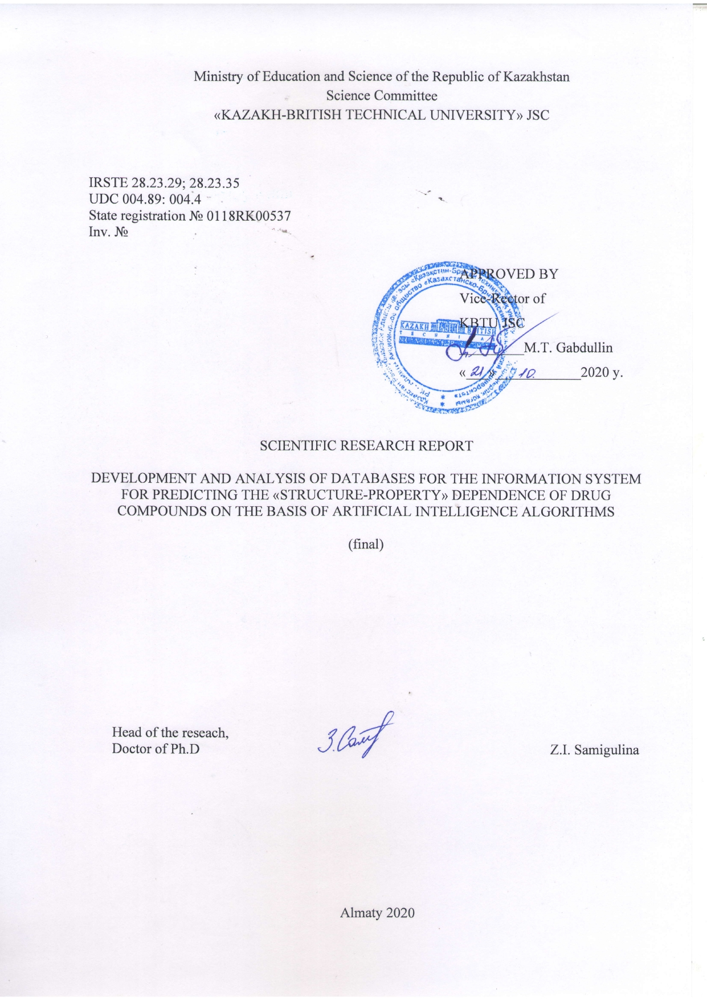 Ministry of Education and Science of the Republic of Kazakhstan
Science Committee
«KAZAKH-BRITISH TECHNICAL UNIVERSITY» JSC
IRSTE 28.23.29; 28.23.35
UDC 004.89: 004.4
State registration № 0118RK00537
Inv. №
APPROVED BY
Vice-Rector of
KBTU JSC
KAZAKH BRITISH
M.T. Gabdullin
«21» 10. 2020 y.
SCIENTIFIC RESEARCH REPORT
DEVELOPMENT AND ANALYSIS OF DATABASES FOR THE INFORMATION SYSTEM
FOR PREDICTING THE «STRUCTURE-PROPERTY» DEPENDENCE OF DRUG
COMPOUNDS ON THE BASIS OF ARTIFICIAL INTELLIGENCE ALGORITHMS
(final)
Head of the reseach,
Doctor of Ph.D
Z.I. Samigulina
Almaty 2020